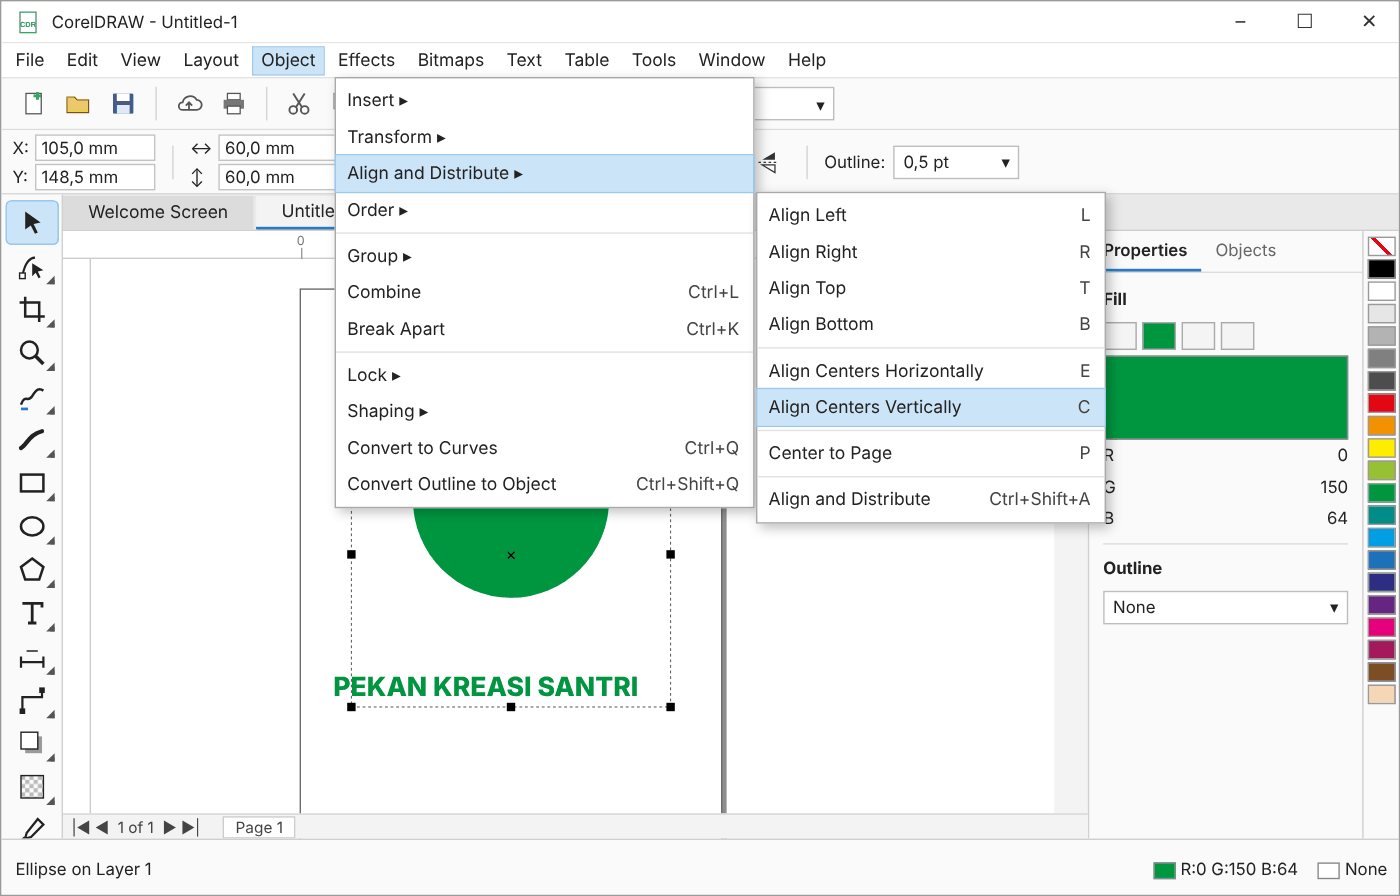 CDR CorelDRAW - Untitled-1
File Edit View Layout Object Effects Bitmaps Text Table Tools Window Help
X: 105,0 mm 60,0 mm
Y: 148,5 mm 60,0 mm
Outline: 0,5 pt
Welcome Screen Untitle
0
Insert ▸
Transform ▸
Align and Distribute ▸
Order ▸
Group ▸
Combine Ctrl+L
Break Apart Ctrl+K
Lock ▸
Shaping ▸
Convert to Curves Ctrl+Q
Convert Outline to Object Ctrl+Shift+Q
Align Left L
Align Right R
Align Top T
Align Bottom B
Align Centers Horizontally E
Align Centers Vertically C
Center to Page P
Align and Distribute Ctrl+Shift+A
Properties Objects
Fill
R 0
G 150
B 64
Outline
None
PEKAN KREASI SANTRI
1 of 1 Page 1
Ellipse on Layer 1 R:0 G:150 B:64 None